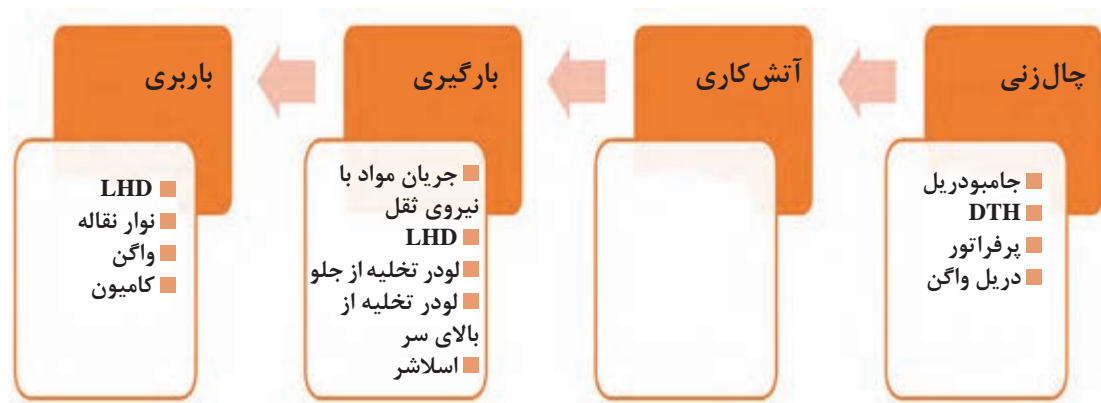 چال‌زنی
جامبودریل
DTH
پرفراتور
دریل واگن
آتش‌کاری
بارگیری
جریان مواد با
نیروی ثقل
LHD
لودر تخلیه از جلو
لودر تخلیه از
بالای سر
اسلاشر
باربری
LHD
نوار نقاله
واگن
کامیون